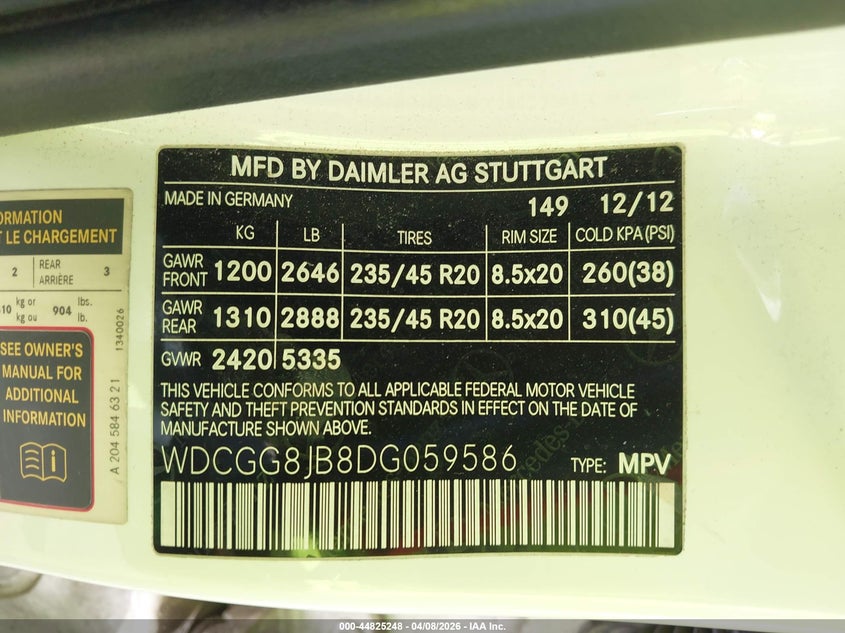 ORMATION
T LE CHARGEMENT
2 REAR ARRIÈRE 3
10 kg or kg ou 904 lbs. lb.
SEE OWNER'S
MANUAL FOR
ADDITIONAL
INFORMATION
A 204 584 63 21 1340026
MFD BY DAIMLER AG STUTTGART
MADE IN GERMANY 149 12/12
KG LB TIRES RIM SIZE COLD KPA (PSI)
GAWR FRONT 1200 2646 235/45 R20 8.5x20 260(38)
GAWR REAR 1310 2888 235/45 R20 8.5x20 310(45)
GVWR 2420 5335
THIS VEHICLE CONFORMS TO ALL APPLICABLE FEDERAL MOTOR VEHICLE
SAFETY AND THEFT PREVENTION STANDARDS IN EFFECT ON THE DATE OF
MANUFACTURE SHOWN ABOVE.
WDCGG8JB8DG059586 TYPE: MPV
000-44825248 - 04/08/2026 - IAA Inc.